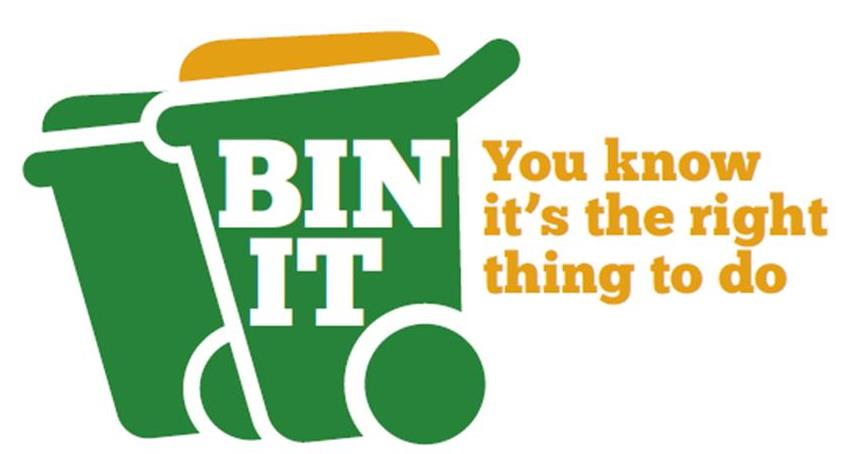 BIN
IT
You know
it's the right
thing to do